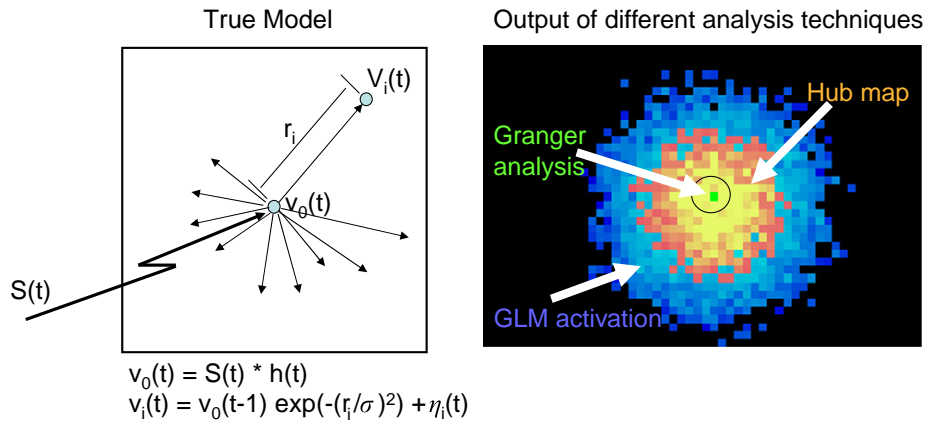 True Model
Output of different analysis techniques
Vᵢ(t)
rᵢ
v₀(t)
S(t)
Hub map
Granger
analysis
GLM activation
v₀(t) = S(t) * h(t)
vᵢ(t) = v₀(t-1) exp(-(rᵢ/σ)²) +ηᵢ(t)